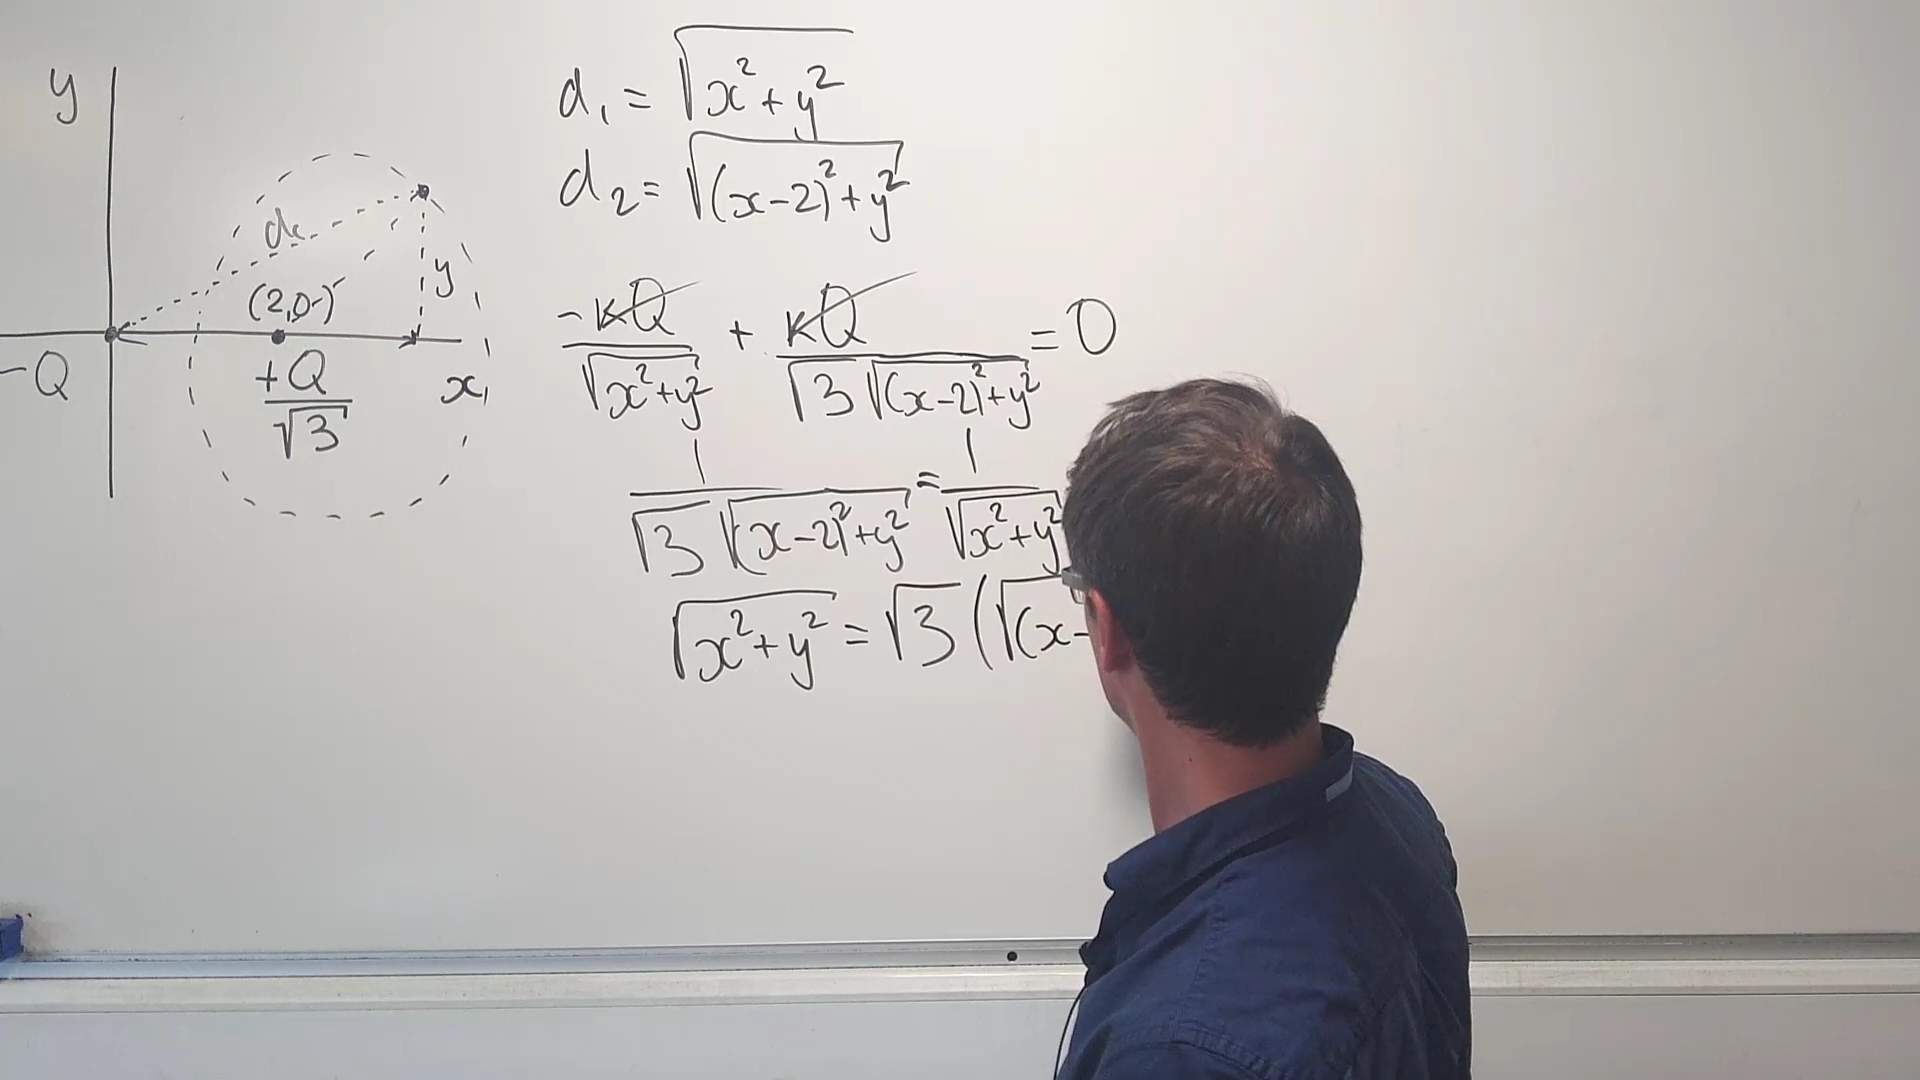 y
d₁
(2,0)
y
-Q
+Q/√3
x
d₁ = √(x²+y²)
d₂ = √((x-2)²+y²)
-kQ/√(x²+y²) + kQ/(√3 √((x-2)²+y²)) = 0
1/(√3 √((x-2)²+y²)) = 1/√(x²+y²)
√(x²+y²) = √3 (√(x-